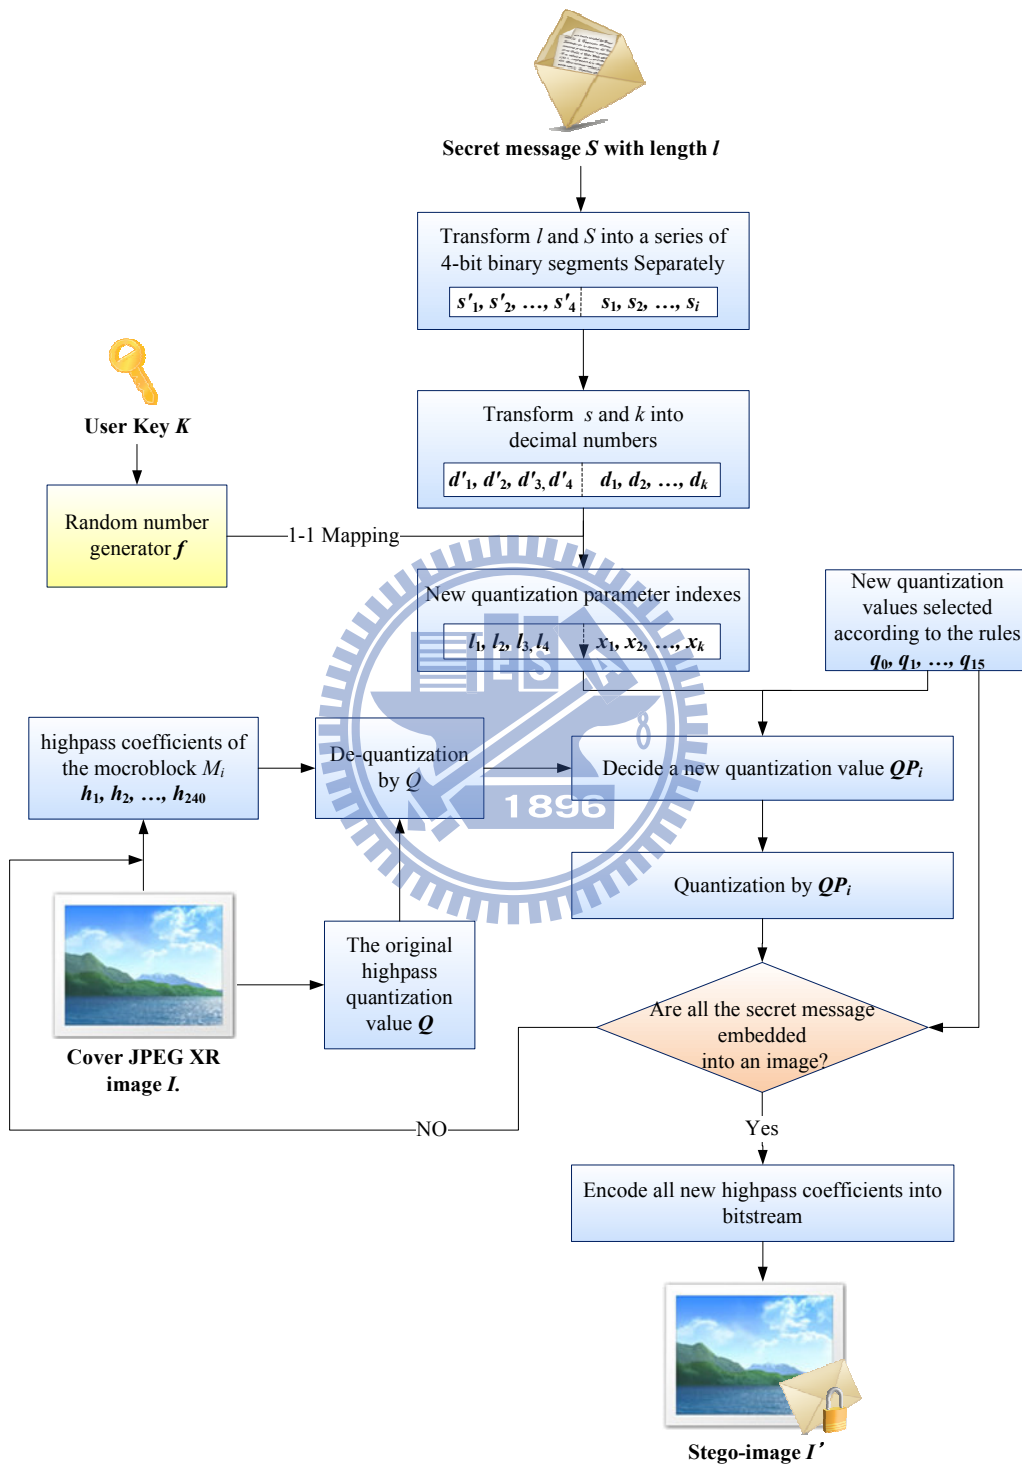 Secret message S with length l
Transform l and S into a series of
4-bit binary segments Separately
s'1, s'2, …, s'4 s1, s2, …, si
User Key K
Transform s and k into
decimal numbers
d'1, d'2, d'3, d'4 d1, d2, …, dk
Random number
generator f
1-1 Mapping
New quantization parameter indexes
l1, l2, l3, l4 x1, x2, …, xk
New quantization
values selected
according to the rules
q0, q1, …, q15
highpass coefficients of
the mocroblock Mi
h1, h2, …, h240
De-quantization
by Q
Decide a new quantization value QPi
1896
Quantization by QPi
The original
highpass
quantization
value Q
Cover JPEG XR
image I.
Are all the secret message
embedded
into an image?
NO
Yes
Encode all new highpass coefficients into
bitstream
Stego-image I'